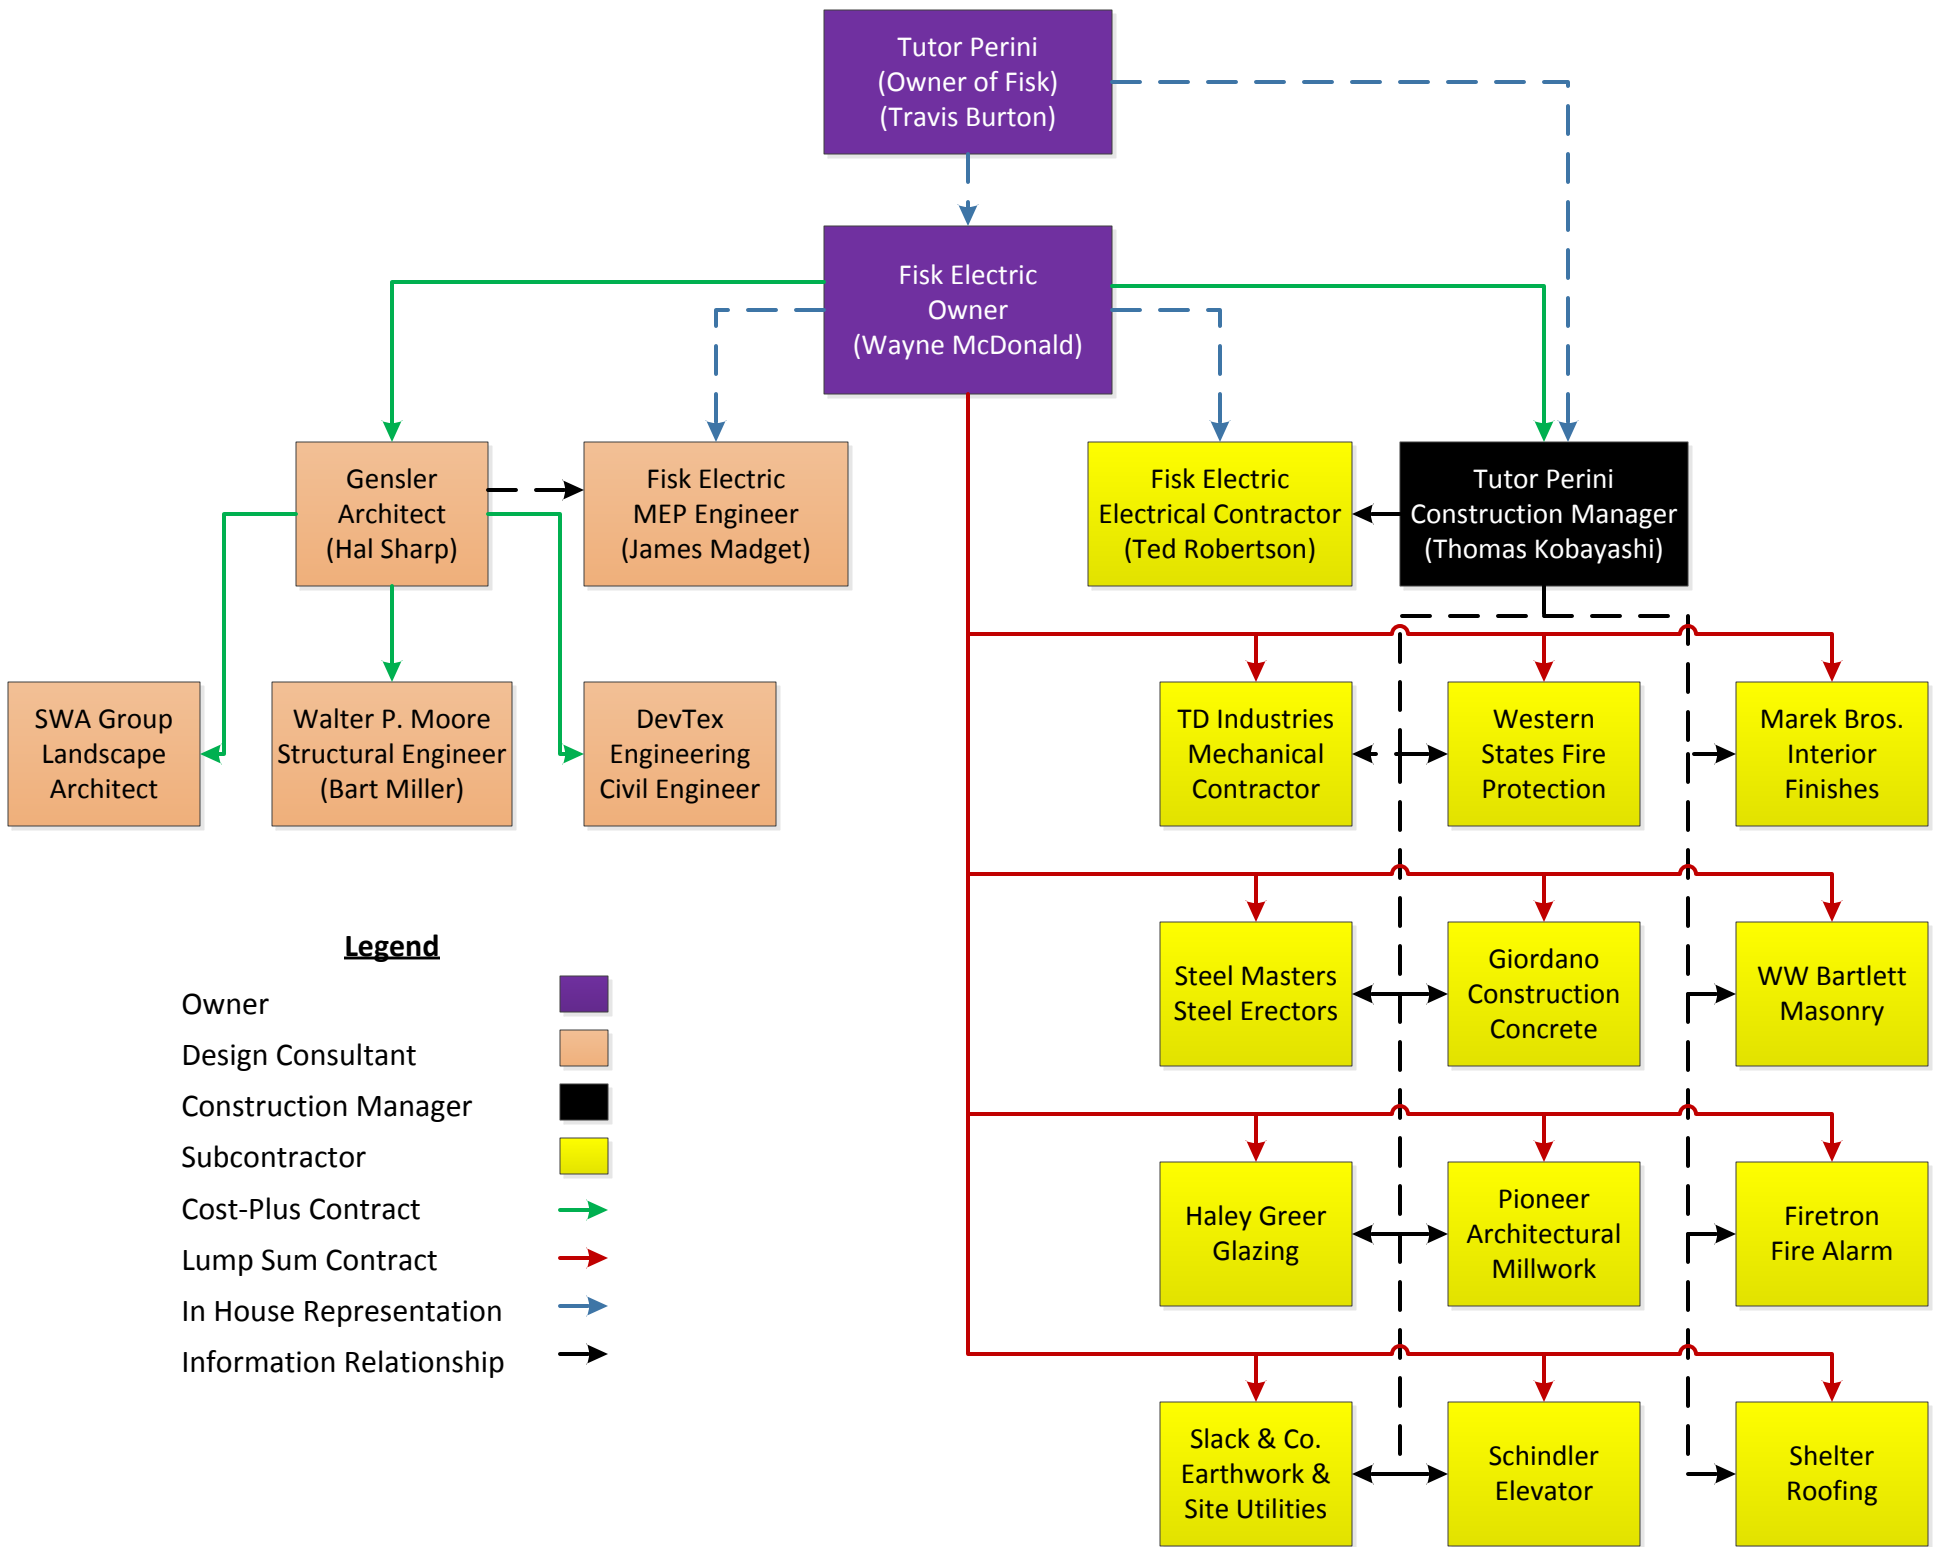 Tutor Perini
(Owner of Fisk)
(Travis Burton)
Fisk Electric
Owner
(Wayne McDonald)
Gensler
Architect
(Hal Sharp)
Fisk Electric
MEP Engineer
(James Madget)
Fisk Electric
Electrical Contractor
(Ted Robertson)
Tutor Perini
Construction Manager
(Thomas Kobayashi)
SWA Group
Landscape
Architect
Walter P. Moore
Structural Engineer
(Bart Miller)
DevTex
Engineering
Civil Engineer
TD Industries
Mechanical
Contractor
Western
States Fire
Protection
Marek Bros.
Interior
Finishes
Steel Masters
Steel Erectors
Giordano
Construction
Concrete
WW Bartlett
Masonry
Haley Greer
Glazing
Pioneer
Architectural
Millwork
Firetron
Fire Alarm
Slack & Co.
Earthwork &
Site Utilities
Schindler
Elevator
Shelter
Roofing
Legend
Owner
Design Consultant
Construction Manager
Subcontractor
Cost-Plus Contract
Lump Sum Contract
In House Representation
Information Relationship